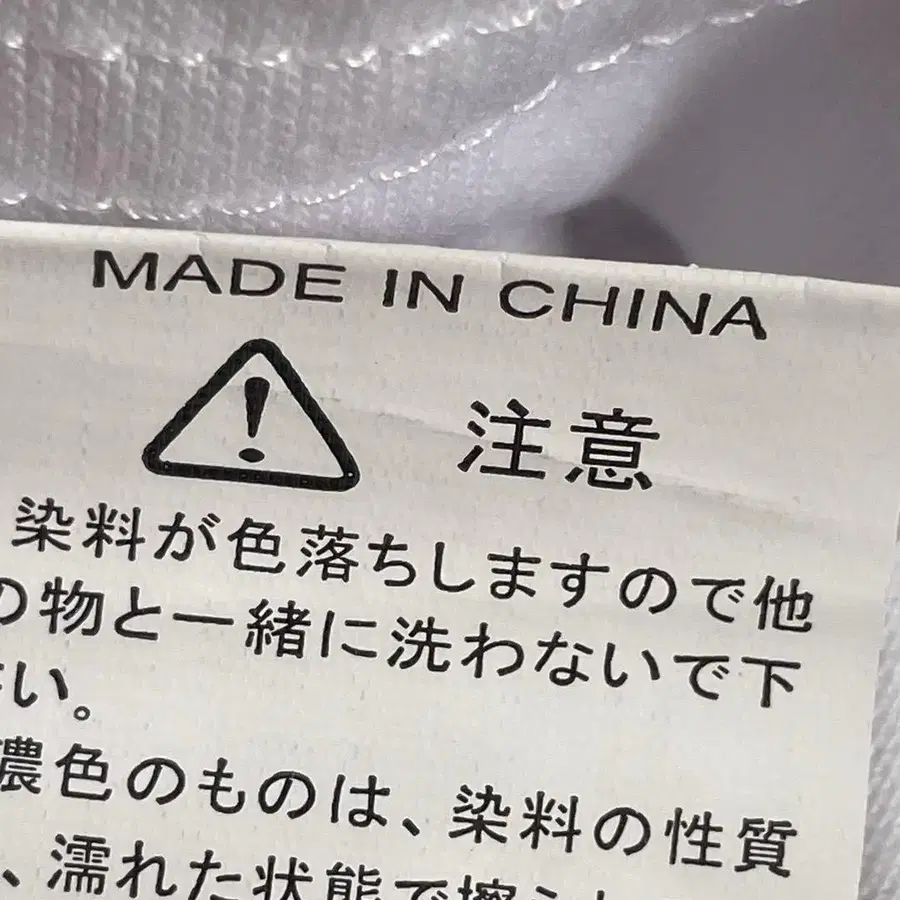 MADE IN CHINA
注意
染料が色落ちしますので他
の物と一緒に洗わないで下
さい。
濃色のものは、染料の性質
、濡れた状態で擦